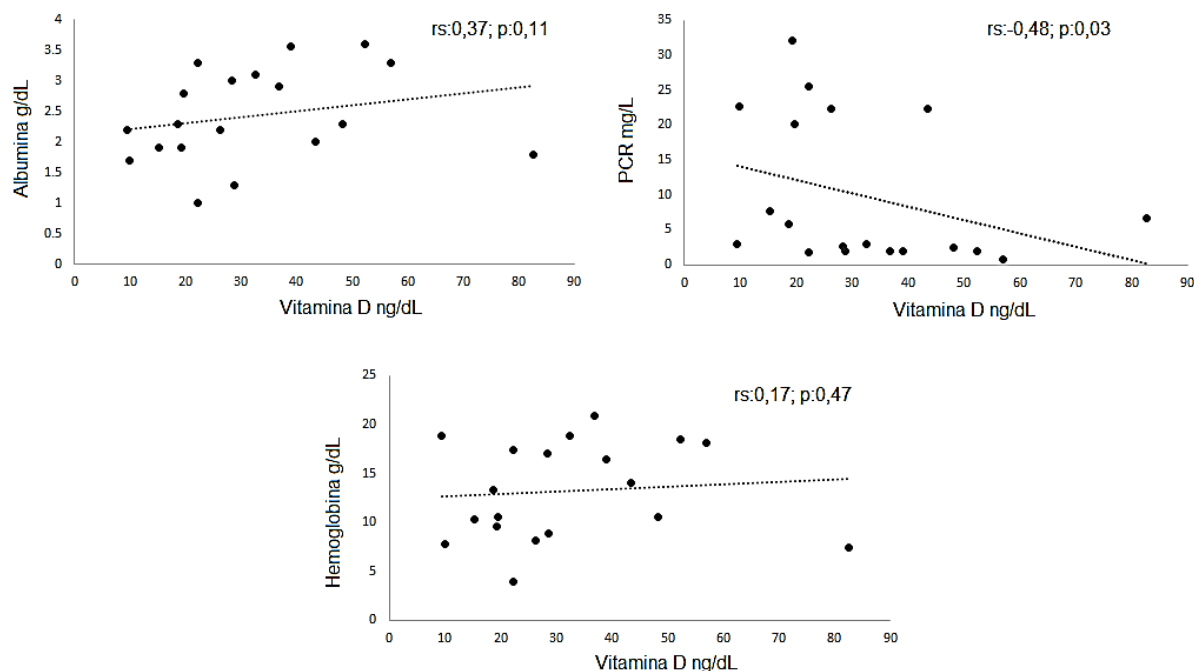 rs:0,37; p:0,11
Albumina g/dL
4
3.5
3
2.5
2
1.5
1
0.5
0
0 10 20 30 40 50 60 70 80 90
Vitamina D ng/dL
rs:-0,48; p:0,03
PCR mg/L
35
30
25
20
15
10
5
0
0 10 20 30 40 50 60 70 80 90
Vitamina D ng/dL
rs:0,17; p:0,47
Hemoglobina g/dL
25
20
15
10
5
0
0 10 20 30 40 50 60 70 80 90
Vitamina D ng/dL